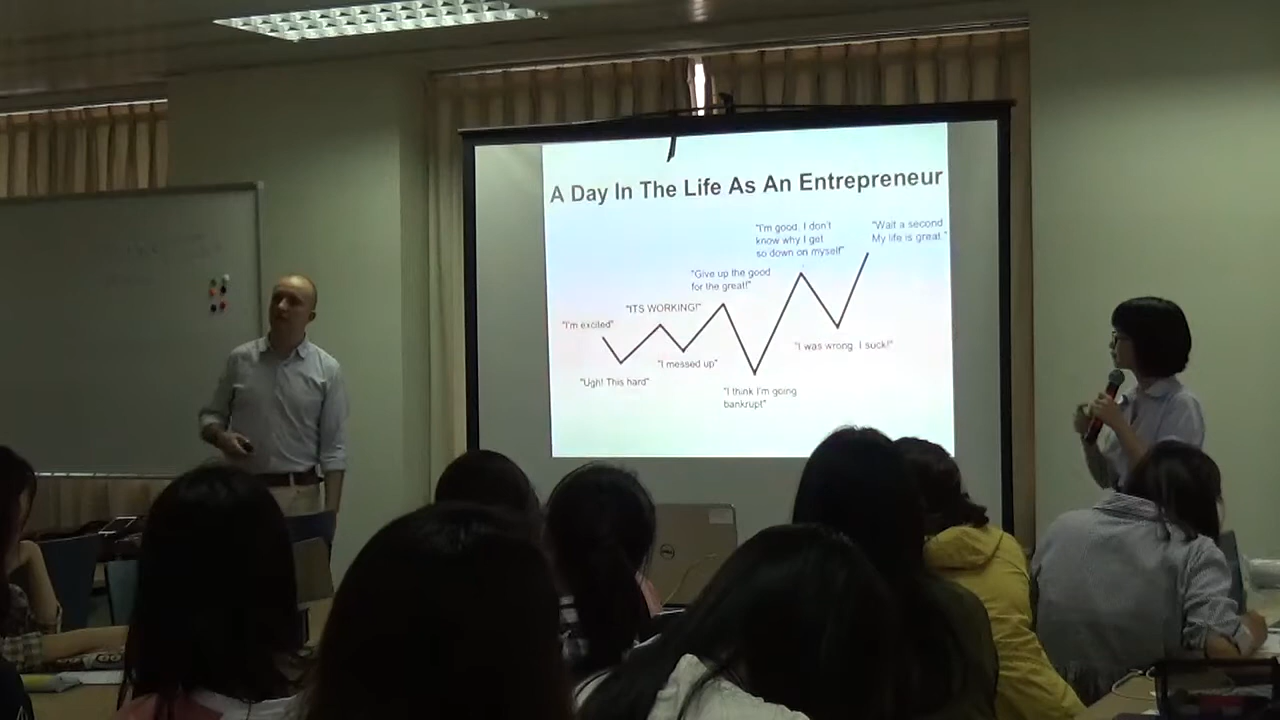 A Day In The Life As An Entrepreneur
"I'm good. I don't
know why I get
so down on myself"
"Wait a second.
My life is great."
"Give up the good
for the great!"
"ITS WORKING!"
"I'm excited"
"I was wrong. I suck!"
"I messed up"
"Ugh! This hard"
"I think I'm going
bankrupt"
DELL